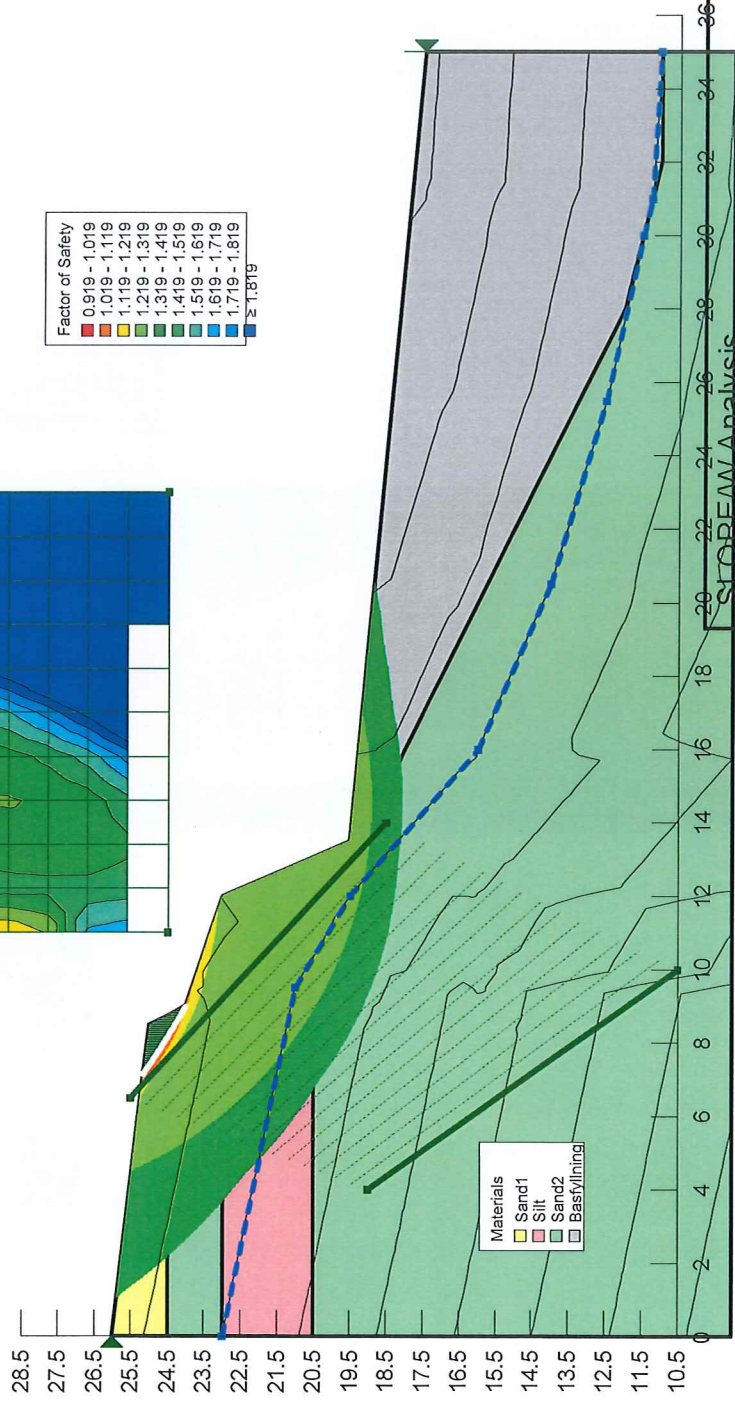 Factor of Safety
0.919 - 1.019
1.019 - 1.119
1.119 - 1.219
1.219 - 1.319
1.319 - 1.419
1.419 - 1.519
1.519 - 1.619
1.619 - 1.719
1.719 - 1.819
≥ 1.819
28.5
27.5
26.5
25.5
24.5
23.5
22.5
21.5
20.5
19.5
18.5
17.5
16.5
15.5
14.5
13.5
12.5
11.5
10.5
Materials
Sand1
Silt
Sand2
Basfyllning
0 2 4 6 8 10 12 14 16 18 20 22 24 26 28 30 32 34 36
SLOPE/W Analysis